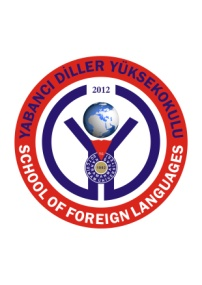 YABANCI DİLLER YÜKSEKOKULU
2012
SCHOOL OF FOREIGN LANGUAGES